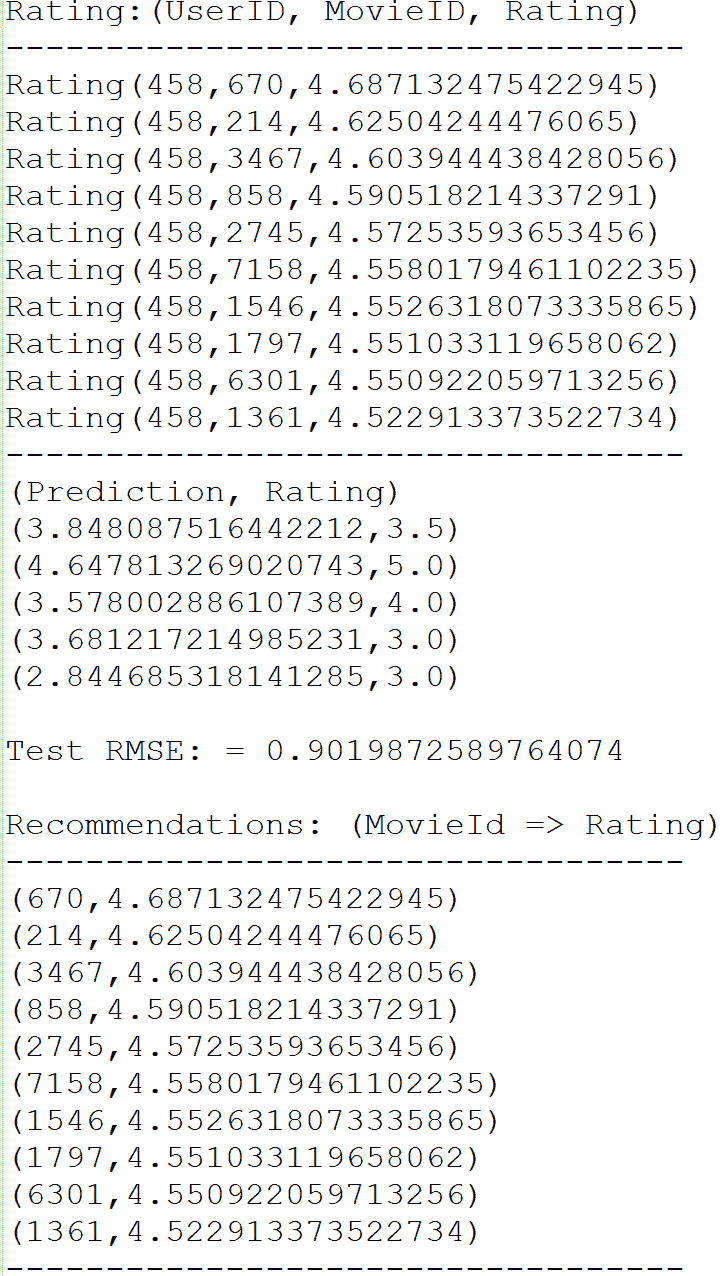 Rating:(UserID, MovieID, Rating)
----------------------------------
Rating(458,670,4.687132475422945)
Rating(458,214,4.62504244476065)
Rating(458,3467,4.603944438428056)
Rating(458,858,4.590518214337291)
Rating(458,2745,4.57253593653456)
Rating(458,7158,4.5580179461102235)
Rating(458,1546,4.5526318073335865)
Rating(458,1797,4.551033119658062)
Rating(458,6301,4.550922059713256)
Rating(458,1361,4.522913373522734)
----------------------------------
(Prediction, Rating)
(3.848087516442212,3.5)
(4.647813269020743,5.0)
(3.578002886107389,4.0)
(3.681217214985231,3.0)
(2.844685318141285,3.0)
Test RMSE: = 0.9019872589764074
Recommendations: (MovieId => Rating)
----------------------------------
(670,4.687132475422945)
(214,4.62504244476065)
(3467,4.603944438428056)
(858,4.590518214337291)
(2745,4.57253593653456)
(7158,4.5580179461102235)
(1546,4.5526318073335865)
(1797,4.551033119658062)
(6301,4.550922059713256)
(1361,4.522913373522734)
----------------------------------